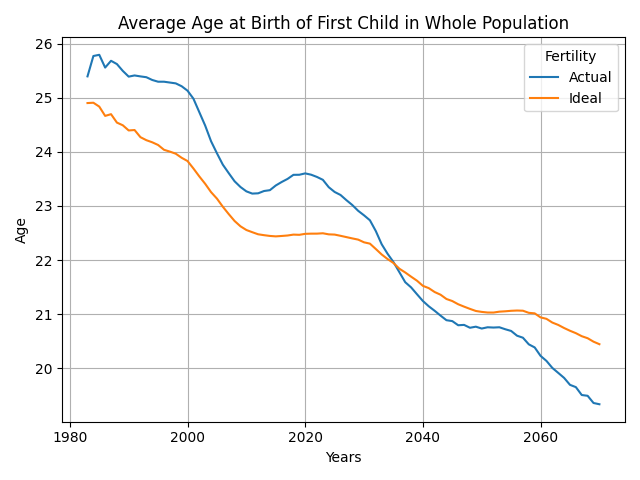 Average Age at Birth of First Child in Whole Population
Fertility
Actual
Ideal
Age
26
25
24
23
22
21
20
1980
2000
2020
2040
2060
Years